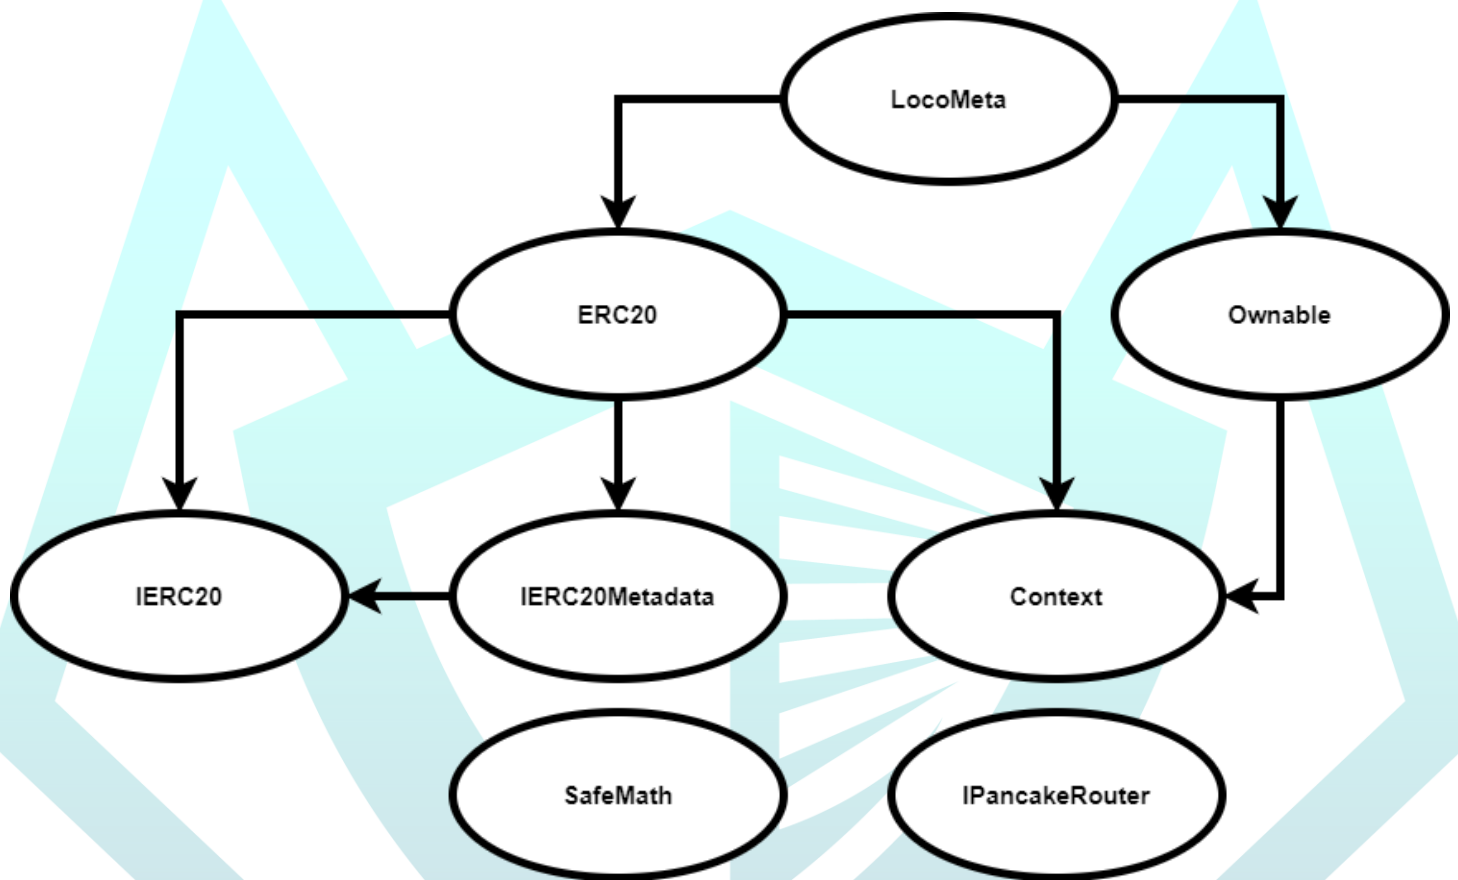 LocoMeta
ERC20
Ownable
IERC20
IERC20Metadata
Context
SafeMath
IPancakeRouter